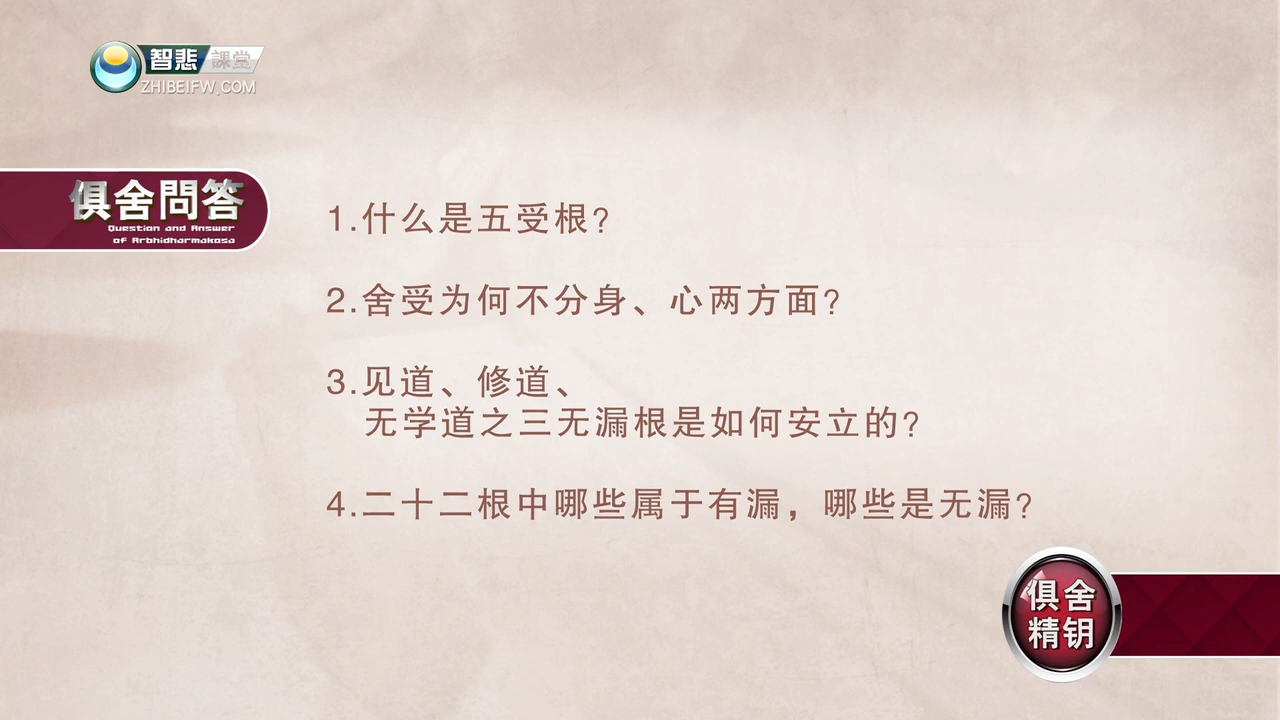 智悲課堂
ZHIBEIFW.COM
俱舍問答
Question and Answer
of Arbhidharmakosa
1.什么是五受根?
2.舍受为何不分身、心两方面?
3.见道、修道、
无学道之三无漏根是如何安立的?
4.二十二根中哪些属于有漏，哪些是无漏?
俱舍
精钥